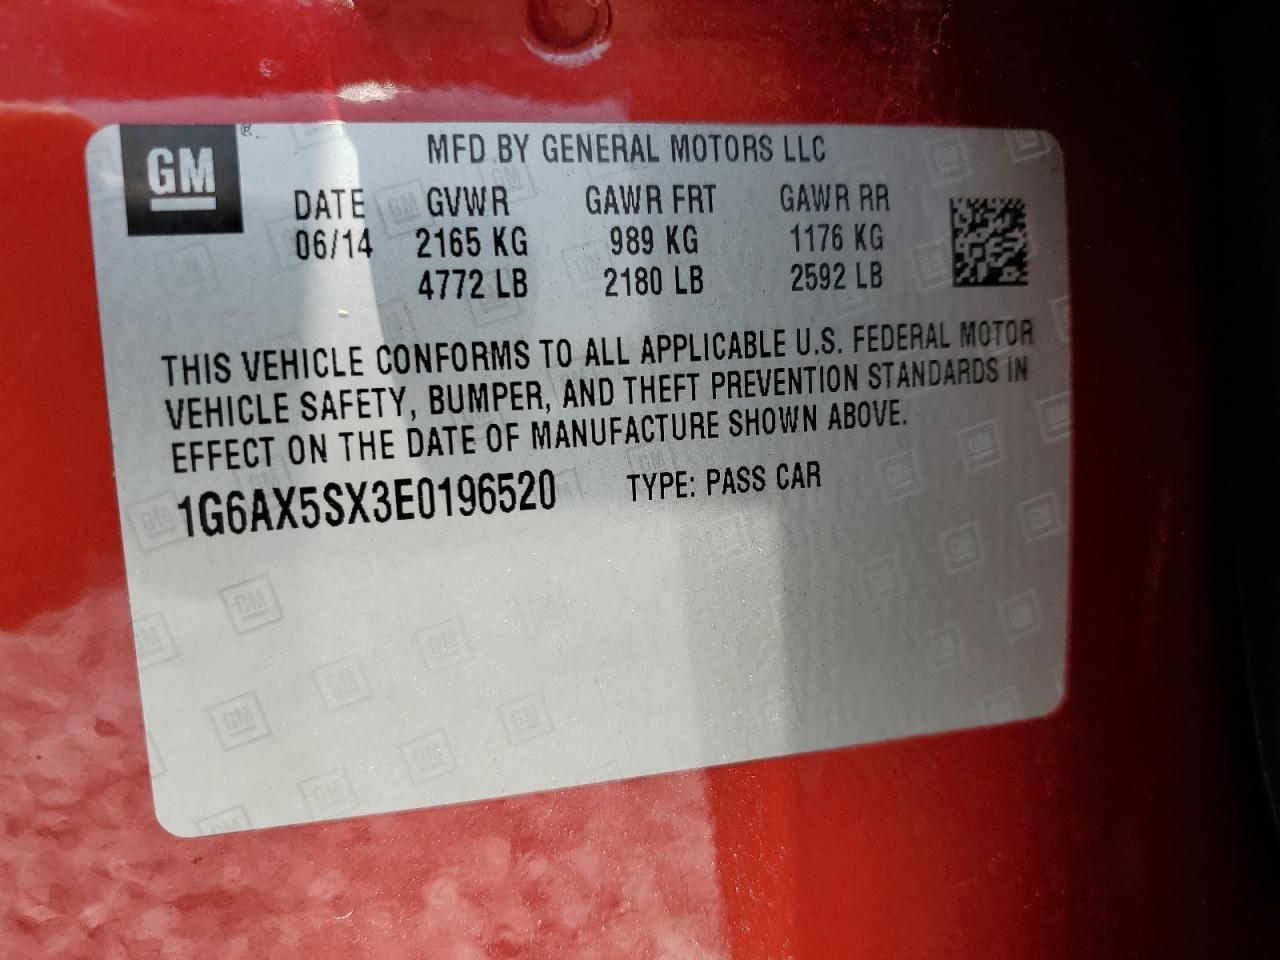 GM ®
MFD BY GENERAL MOTORS LLC
DATE GVWR GAWR FRT GAWR RR
06/14 2165 KG 989 KG 1176 KG
4772 LB 2180 LB 2592 LB
THIS VEHICLE CONFORMS TO ALL APPLICABLE U.S. FEDERAL MOTOR
VEHICLE SAFETY, BUMPER, AND THEFT PREVENTION STANDARDS IN
EFFECT ON THE DATE OF MANUFACTURE SHOWN ABOVE.
1G6AX5SX3E0196520 TYPE: PASS CAR